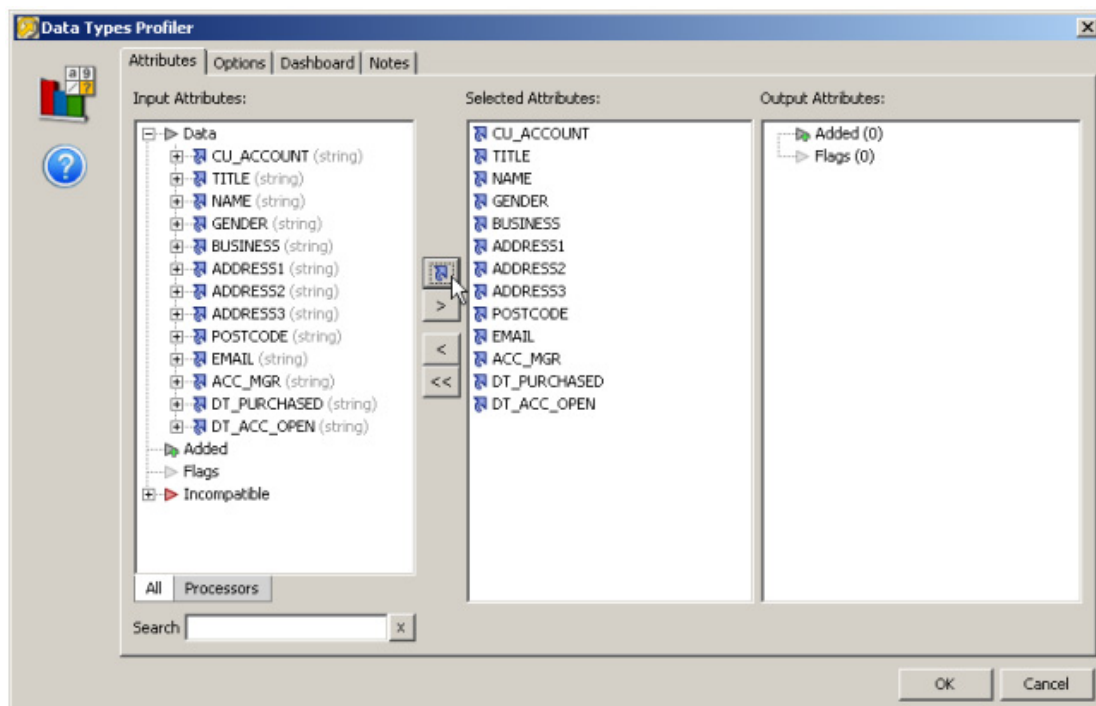 Data Types Profiler
Attributes Options Dashboard Notes
Input Attributes:
Data
CU_ACCOUNT (string)
TITLE (string)
NAME (string)
GENDER (string)
BUSINESS (string)
ADDRESS1 (string)
ADDRESS2 (string)
ADDRESS3 (string)
POSTCODE (string)
EMAIL (string)
ACC_MGR (string)
DT_PURCHASED (string)
DT_ACC_OPEN (string)
Added
Flags
Incompatible
All Processors
Search x
>
<
<<
Selected Attributes:
CU_ACCOUNT
TITLE
NAME
GENDER
BUSINESS
ADDRESS1
ADDRESS2
ADDRESS3
POSTCODE
EMAIL
ACC_MGR
DT_PURCHASED
DT_ACC_OPEN
Output Attributes:
Added (0)
Flags (0)
OK Cancel
a 9
/ ?
?